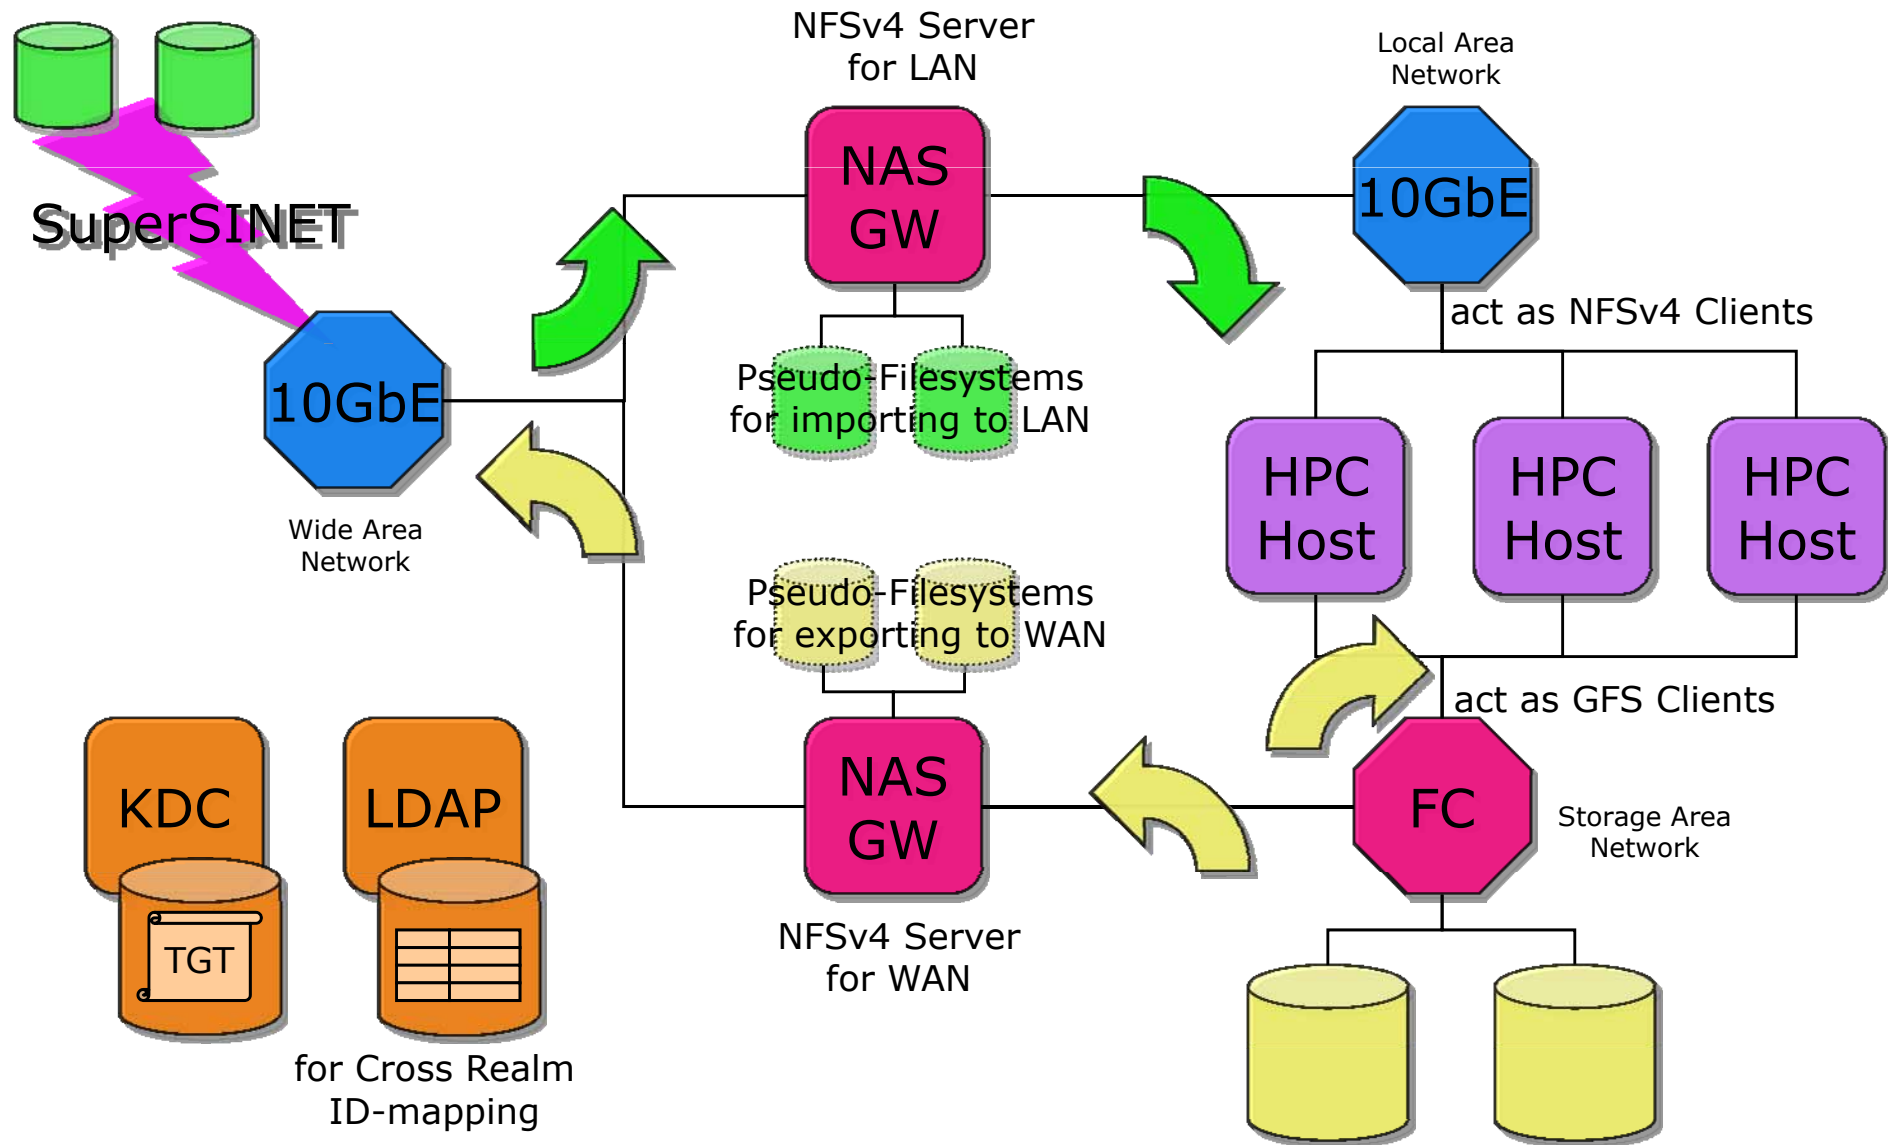 NFSv4 Server
for LAN
Local Area
Network
NAS
GW
10GbE
SuperSINET
act as NFSv4 Clients
10GbE
Pseudo-Filesystems
for importing to LAN
Wide Area
Network
HPC
Host
HPC
Host
HPC
Host
Pseudo-Filesystems
for exporting to WAN
act as GFS Clients
KDC
LDAP
NAS
GW
FC
Storage Area
Network
TGT
NFSv4 Server
for WAN
for Cross Realm
ID-mapping